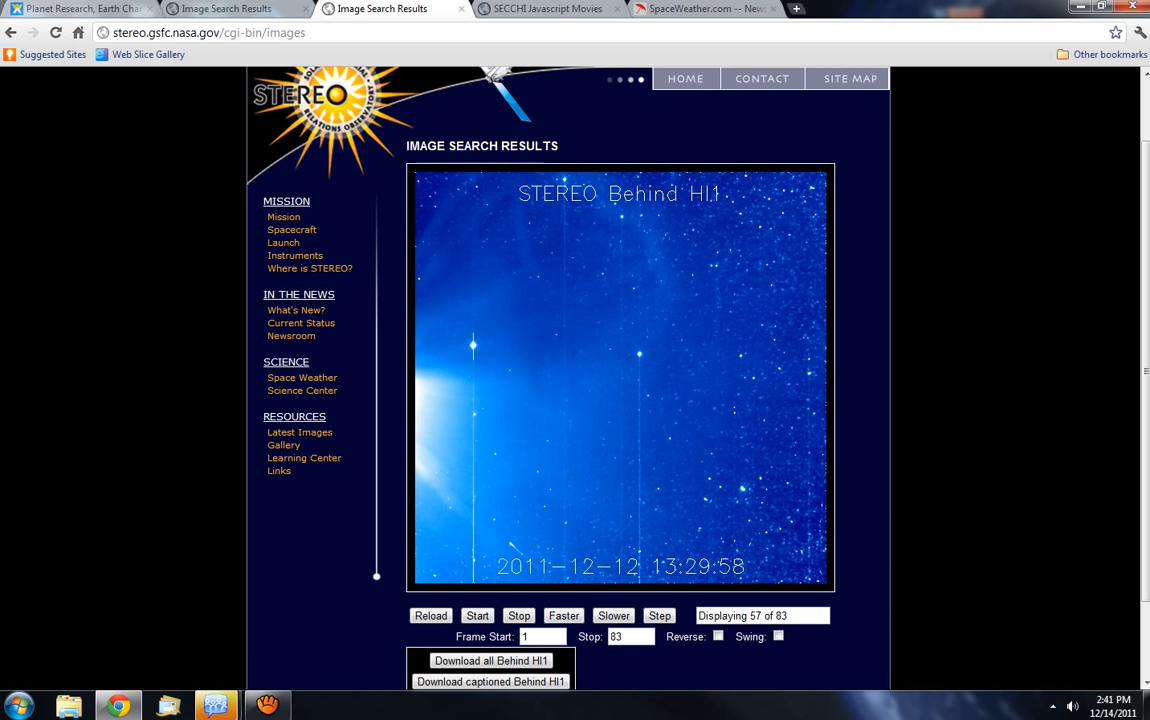 Planet Research, Earth Cha
Image Search Results
Image Search Results
SECCHI Javascript Movies
SpaceWeather.com -- New
stereo.gsfc.nasa.gov/cgi-bin/images
Suggested Sites
Web Slice Gallery
Other bookmarks
STEREO
RELATIONS OBSERVATORY
HOME
CONTACT
SITE MAP
IMAGE SEARCH RESULTS
MISSION
Mission
Spacecraft
Launch
Instruments
Where is STEREO?
IN THE NEWS
What's New?
Current Status
Newsroom
SCIENCE
Space Weather
Science Center
RESOURCES
Latest Images
Gallery
Learning Center
Links
STEREO Behind HI1
2011-12-12 13:29:58
Reload
Start
Stop
Faster
Slower
Step
Displaying 57 of 83
Frame Start: 1
Stop: 83
Reverse:
Swing:
Download all Behind HI1
Download captioned Behind HI1
2:41 PM
12/14/2011